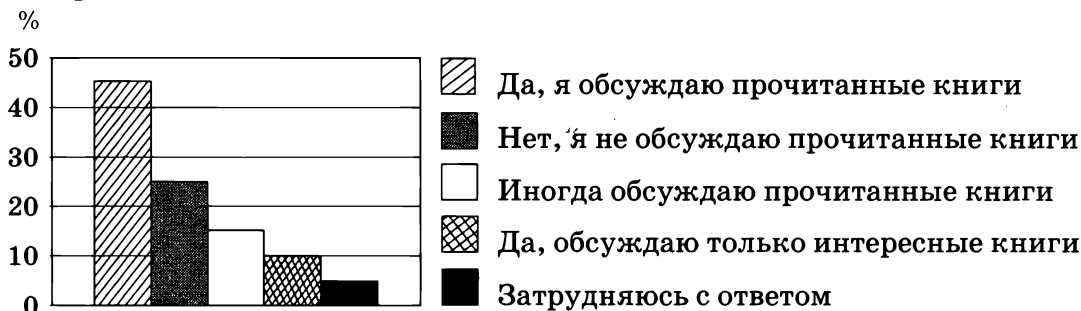 %
50
40
30
20
10
0
Да, я обсуждаю прочитанные книги
Нет, я не обсуждаю прочитанные книги
Иногда обсуждаю прочитанные книги
Да, обсуждаю только интересные книги
Затрудняюсь с ответом